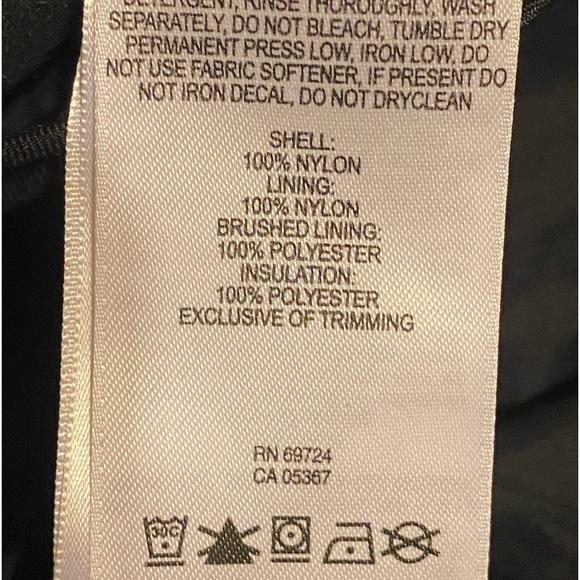 DETERGENT, RINSE THOROUGHLY, WASH
SEPARATELY, DO NOT BLEACH, TUMBLE DRY
PERMANENT PRESS LOW, IRON LOW, DO
NOT USE FABRIC SOFTENER, IF PRESENT DO
NOT IRON DECAL, DO NOT DRYCLEAN
SHELL:
100% NYLON
LINING:
100% NYLON
BRUSHED LINING:
100% POLYESTER
INSULATION:
100% POLYESTER
EXCLUSIVE OF TRIMMING
RN 69724
CA 05367
30C